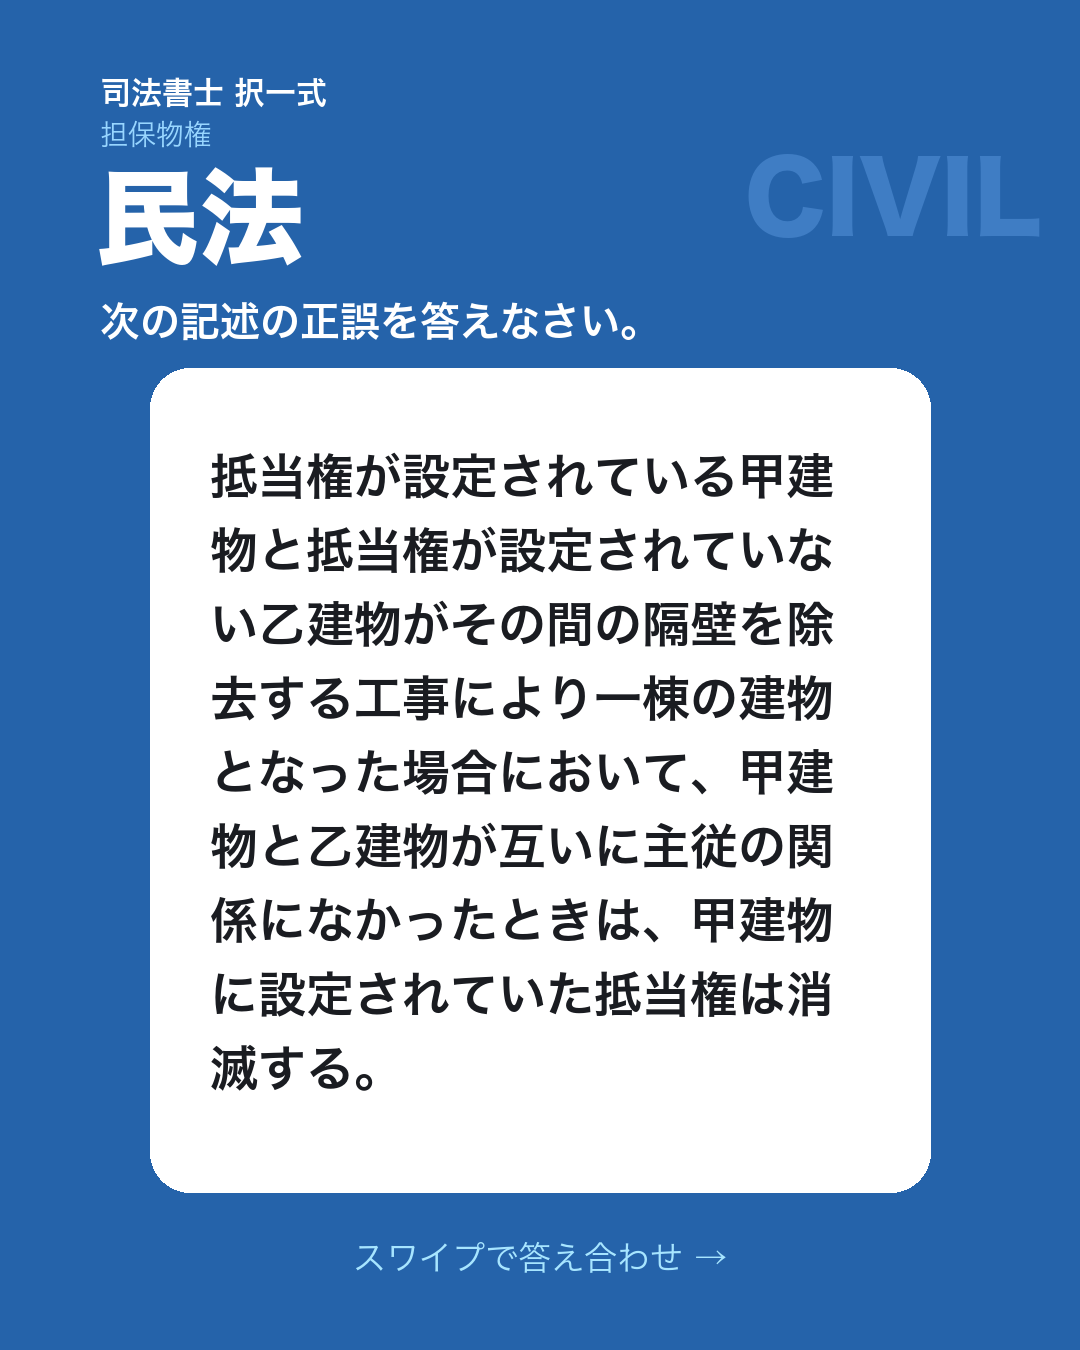 司法書士 択一式
担保物権
民法
CIVIL
次の記述の正誤を答えなさい。
抵当権が設定されている甲建
物と抵当権が設定されていな
い乙建物がその間の隔壁を除
去する工事により一棟の建物
となった場合において、甲建
物と乙建物が互いに主従の関
係になかったときは、甲建物
に設定されていた抵当権は消
滅する。
スワイプで答え合わせ →